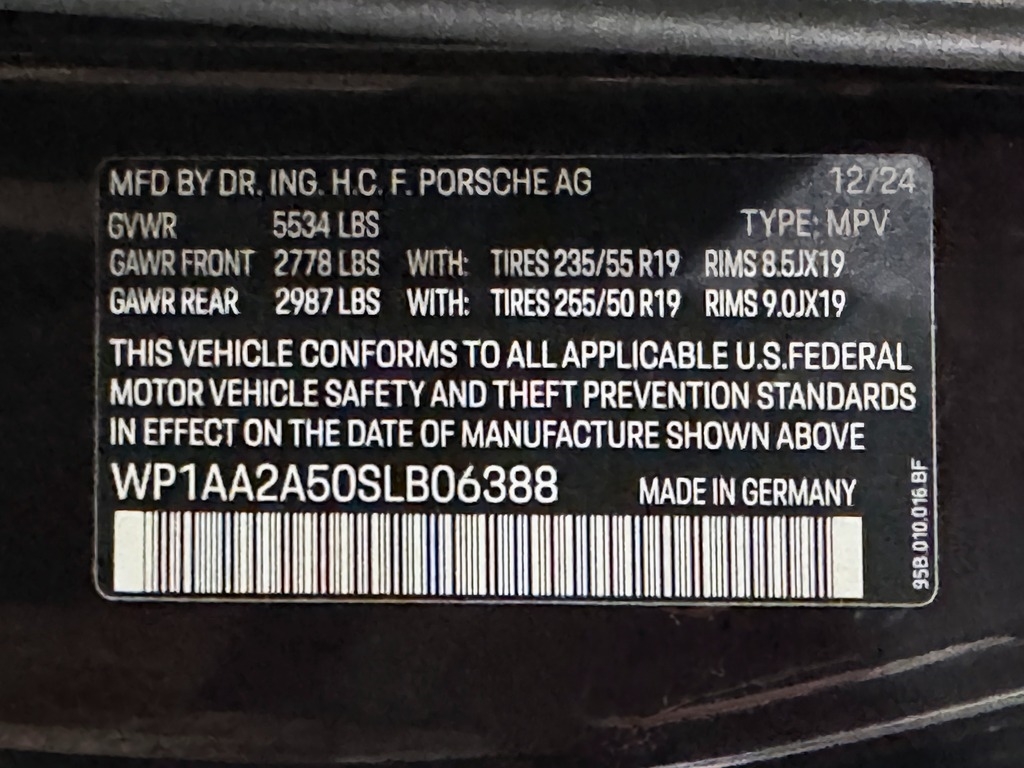 MFD BY DR. ING. H.C. F. PORSCHE AG 12/24
GVWR 5534 LBS TYPE: MPV
GAWR FRONT 2778 LBS WITH: TIRES 235/55 R19 RIMS 8.5JX19
GAWR REAR 2987 LBS WITH: TIRES 255/50 R19 RIMS 9.0JX19
THIS VEHICLE CONFORMS TO ALL APPLICABLE U.S.FEDERAL
MOTOR VEHICLE SAFETY AND THEFT PREVENTION STANDARDS
IN EFFECT ON THE DATE OF MANUFACTURE SHOWN ABOVE
WP1AA2A50SLB06388 MADE IN GERMANY
95B.010.016 BF